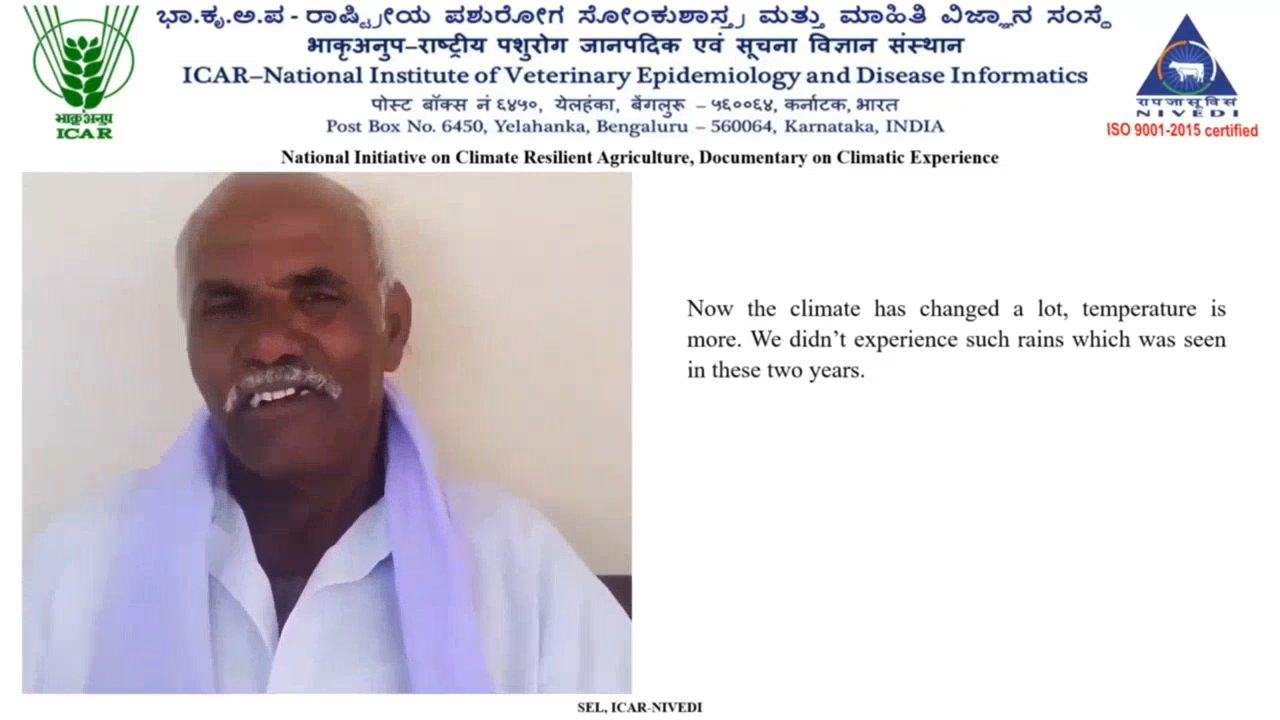 ಭಾ.ಕೃ.ಅ.ಪ - ರಾಷ್ಟ್ರೀಯ ಪಶುರೋಗ ಸೋಂಕುಶಾಸ್ತ್ರ ಮತ್ತು ಮಾಹಿತಿ ವಿಜ್ಞಾನ ಸಂಸ್ಥೆ
भाकृअनुप–राष्ट्रीय पशुरोग जानपदिक एवं सूचना विज्ञान संस्थान
ICAR–National Institute of Veterinary Epidemiology and Disease Informatics
पोस्ट बॉक्स नं ६४५०, येलहंका, बेंगलुरू – ५६००६४, कर्नाटक, भारत
Post Box No. 6450, Yelahanka, Bengaluru – 560064, Karnataka, INDIA
भाकृअनुप
ICAR
रा प जा सू वि सं
NIVEDI
ISO 9001-2015 certified
National Initiative on Climate Resilient Agriculture, Documentary on Climatic Experience
Now the climate has changed a lot, temperature is
more. We didn’t experience such rains which was seen
in these two years.
SEL, ICAR-NIVEDI